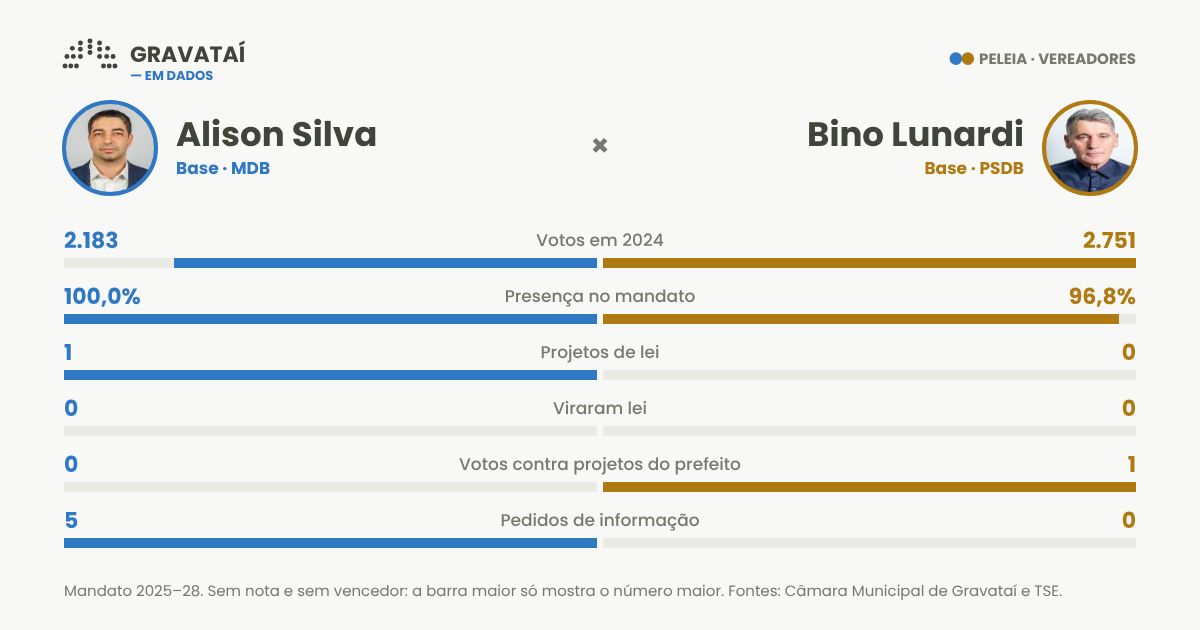 GRAVATAÍ
— EM DADOS
PELEIA · VEREADORES
Alison Silva
Base · MDB
×
Bino Lunardi
Base · PSDB
2.183 Votos em 2024 2.751
100,0% Presença no mandato 96,8%
1 Projetos de lei 0
0 Viraram lei 0
0 Votos contra projetos do prefeito 1
5 Pedidos de informação 0
Mandato 2025–28. Sem nota e sem vencedor: a barra maior só mostra o número maior. Fontes: Câmara Municipal de Gravataí e TSE.